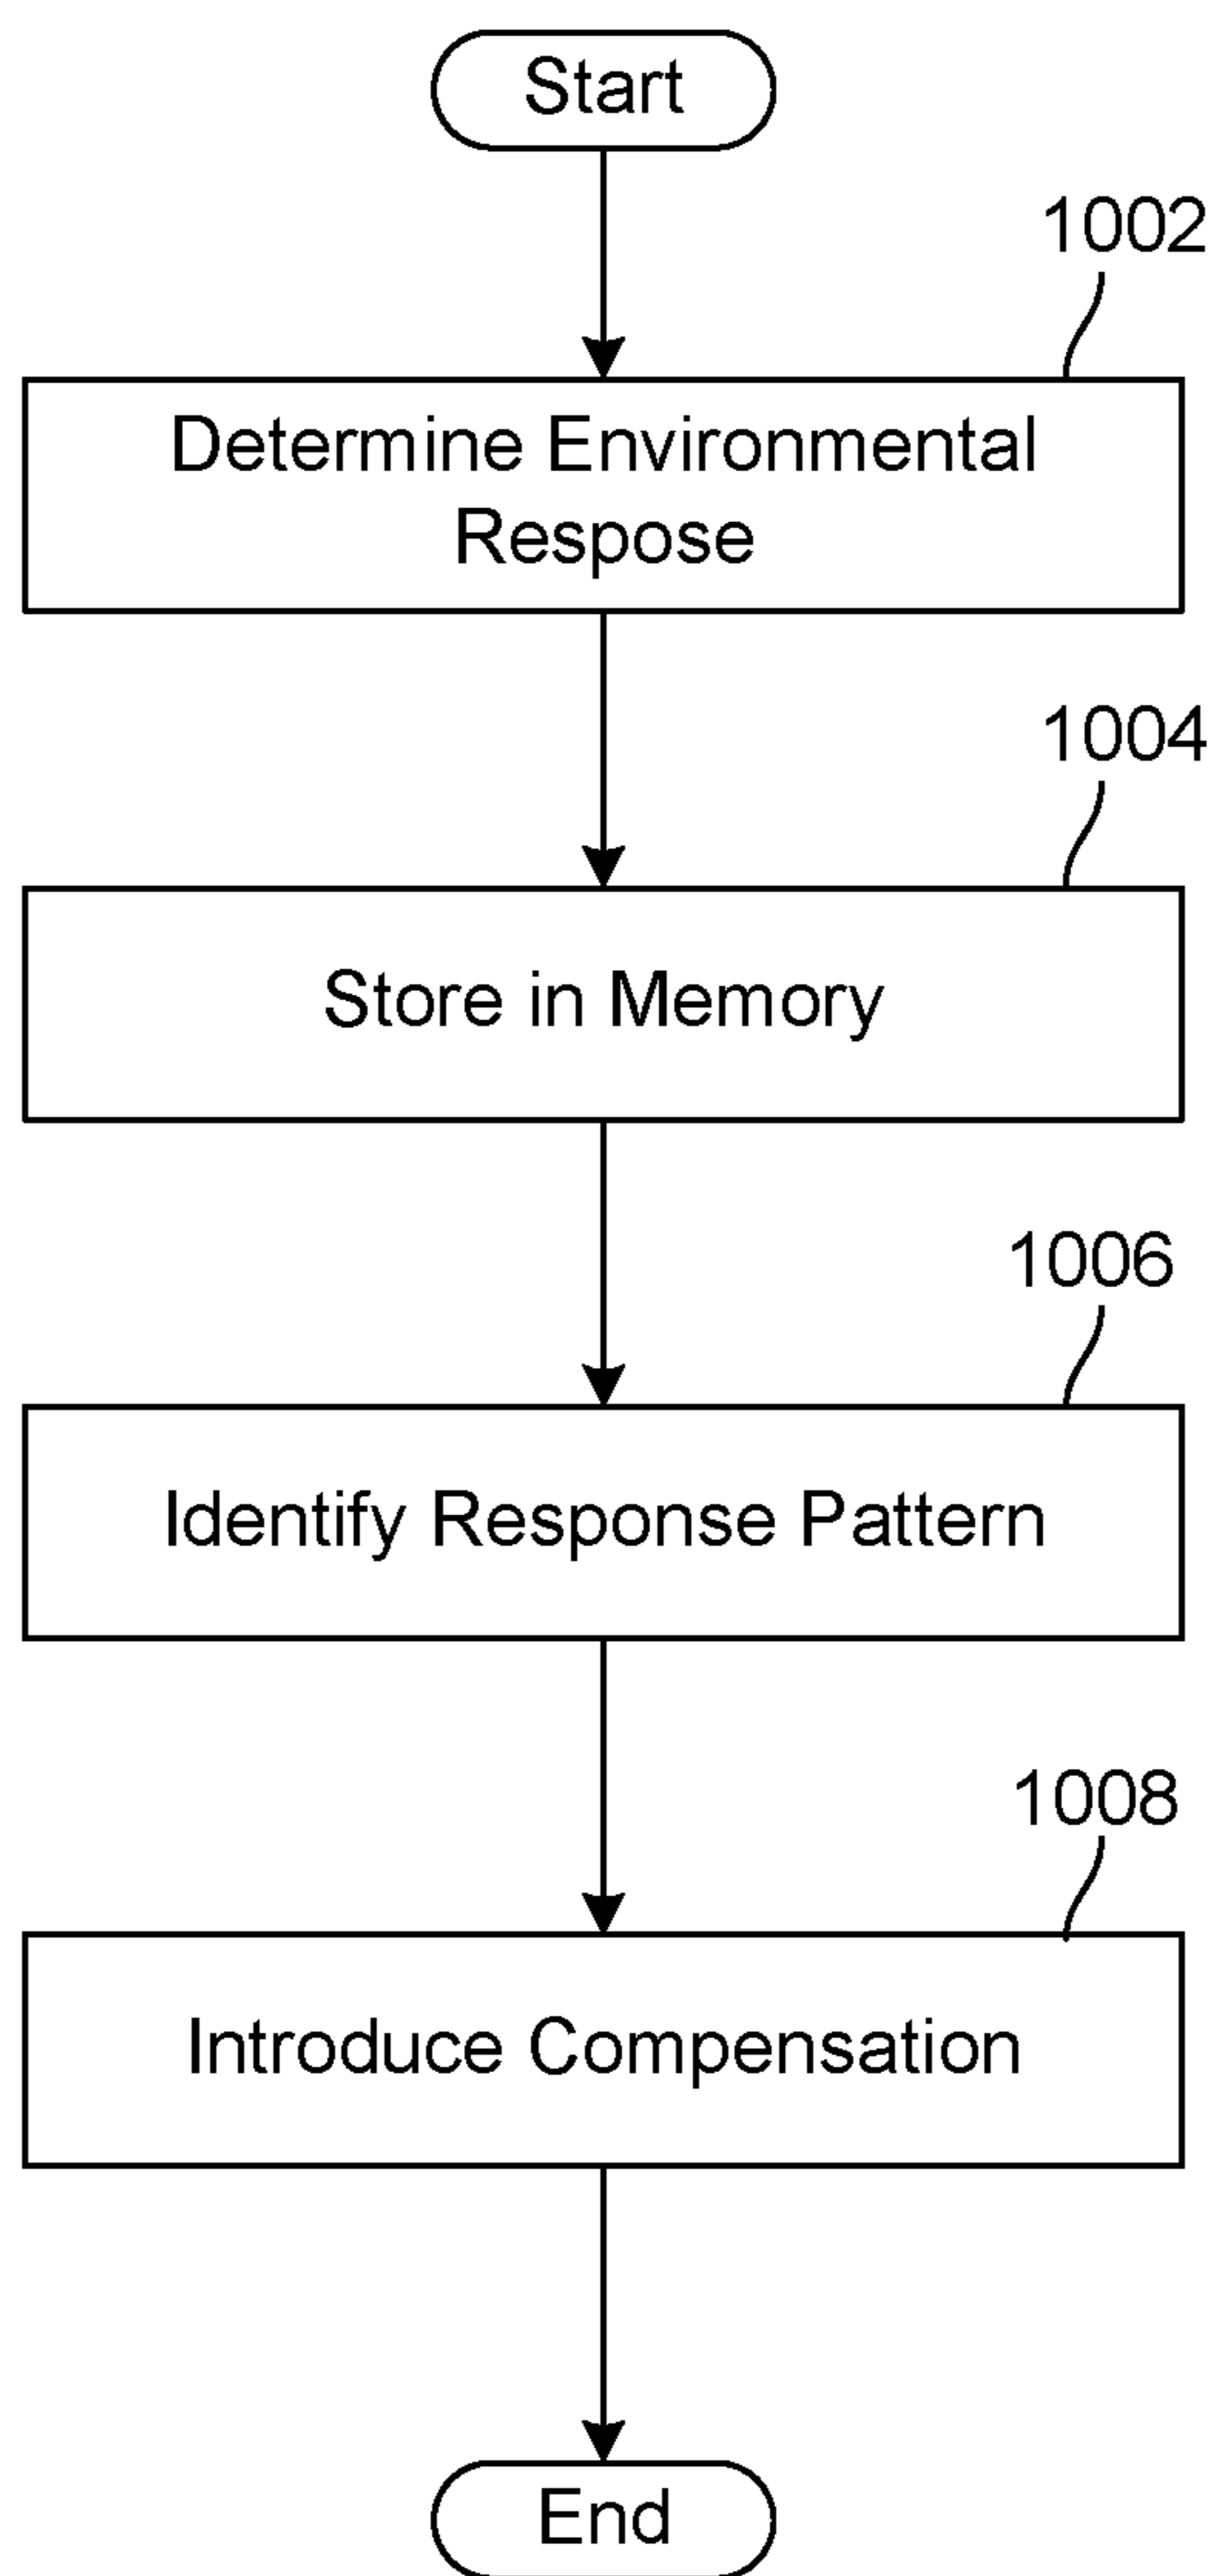 Start
1002
Determine Environmental
Respose
1004
Store in Memory
1006
Identify Response Pattern
1008
Introduce Compensation
End